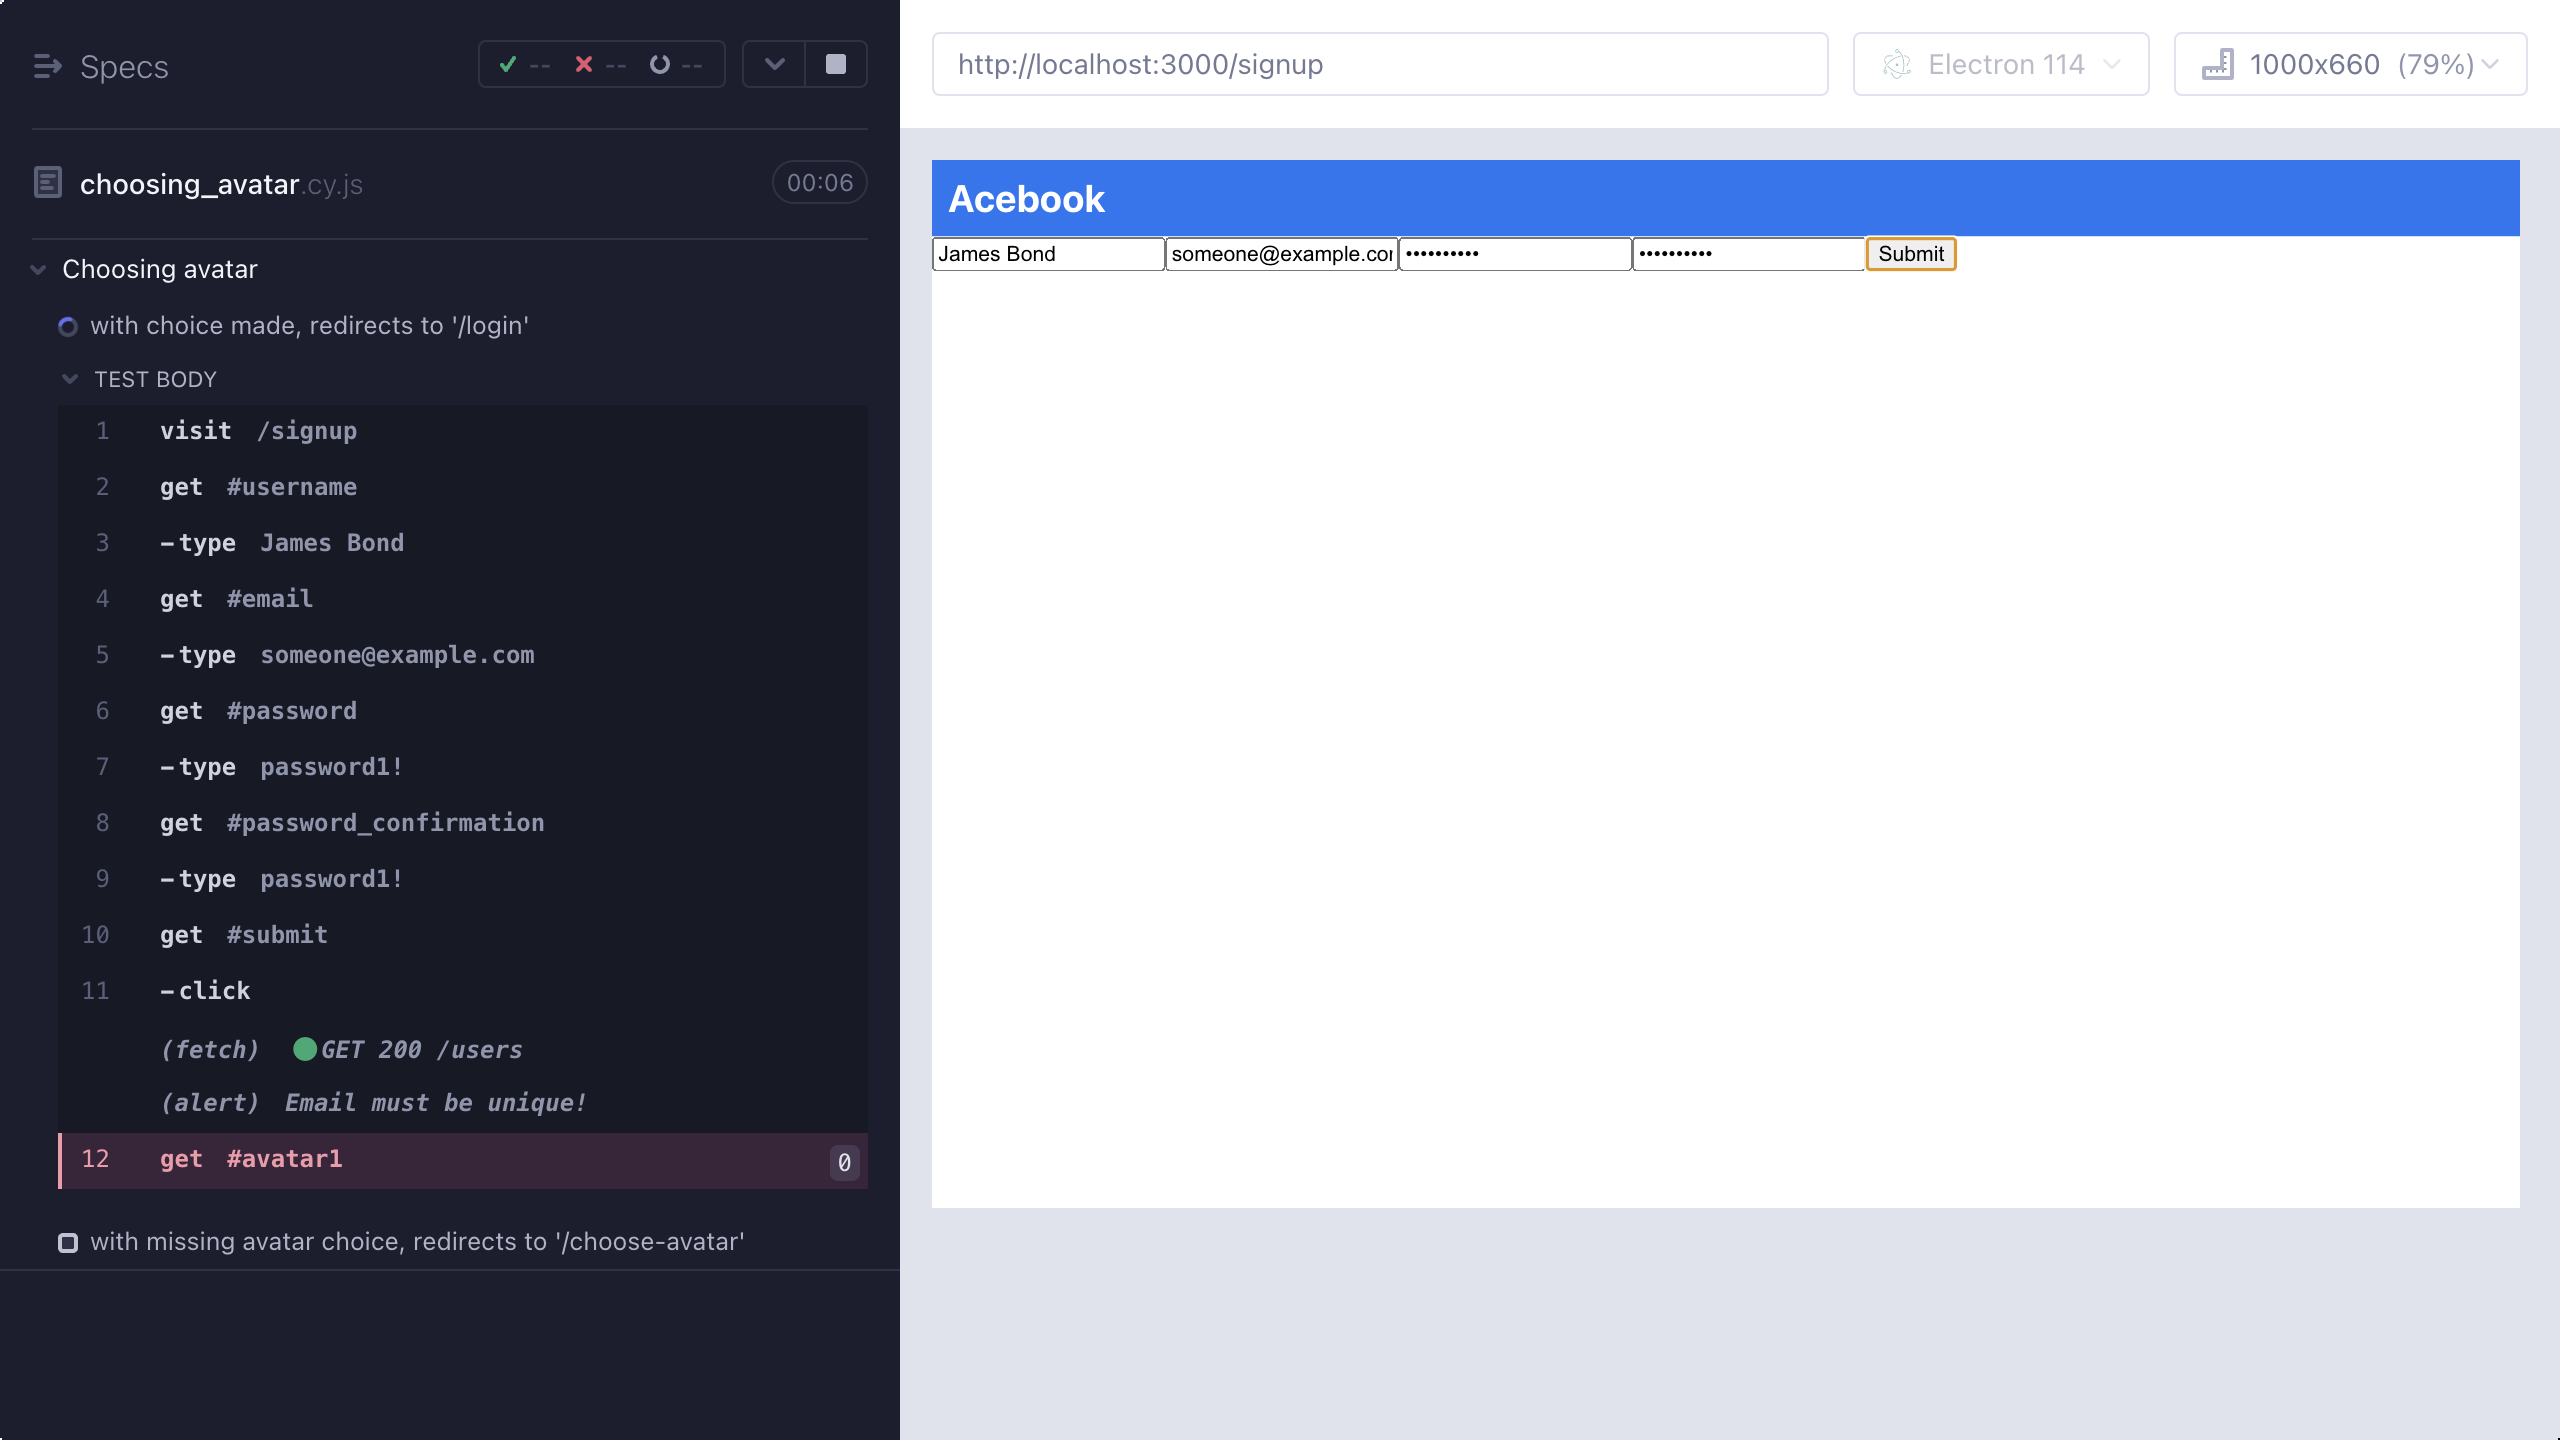 Specs
-- -- --
choosing_avatar.cy.js 00:06
Choosing avatar
with choice made, redirects to '/login'
TEST BODY
1 visit /signup
2 get #username
3 -type James Bond
4 get #email
5 -type someone@example.com
6 get #password
7 -type password1!
8 get #password_confirmation
9 -type password1!
10 get #submit
11 -click
(fetch) GET 200 /users
(alert) Email must be unique!
12 get #avatar1 0
with missing avatar choice, redirects to '/choose-avatar'
http://localhost:3000/signup Electron 114 1000x660 (79%)
Acebook
James Bond someone@example.cor •••••••••• •••••••••• Submit